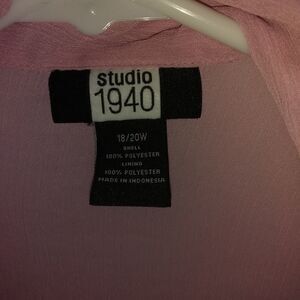 studio
1940
18/20W
SHELL
100% POLYESTER
LINING
100% POLYESTER
MADE IN INDONESIA